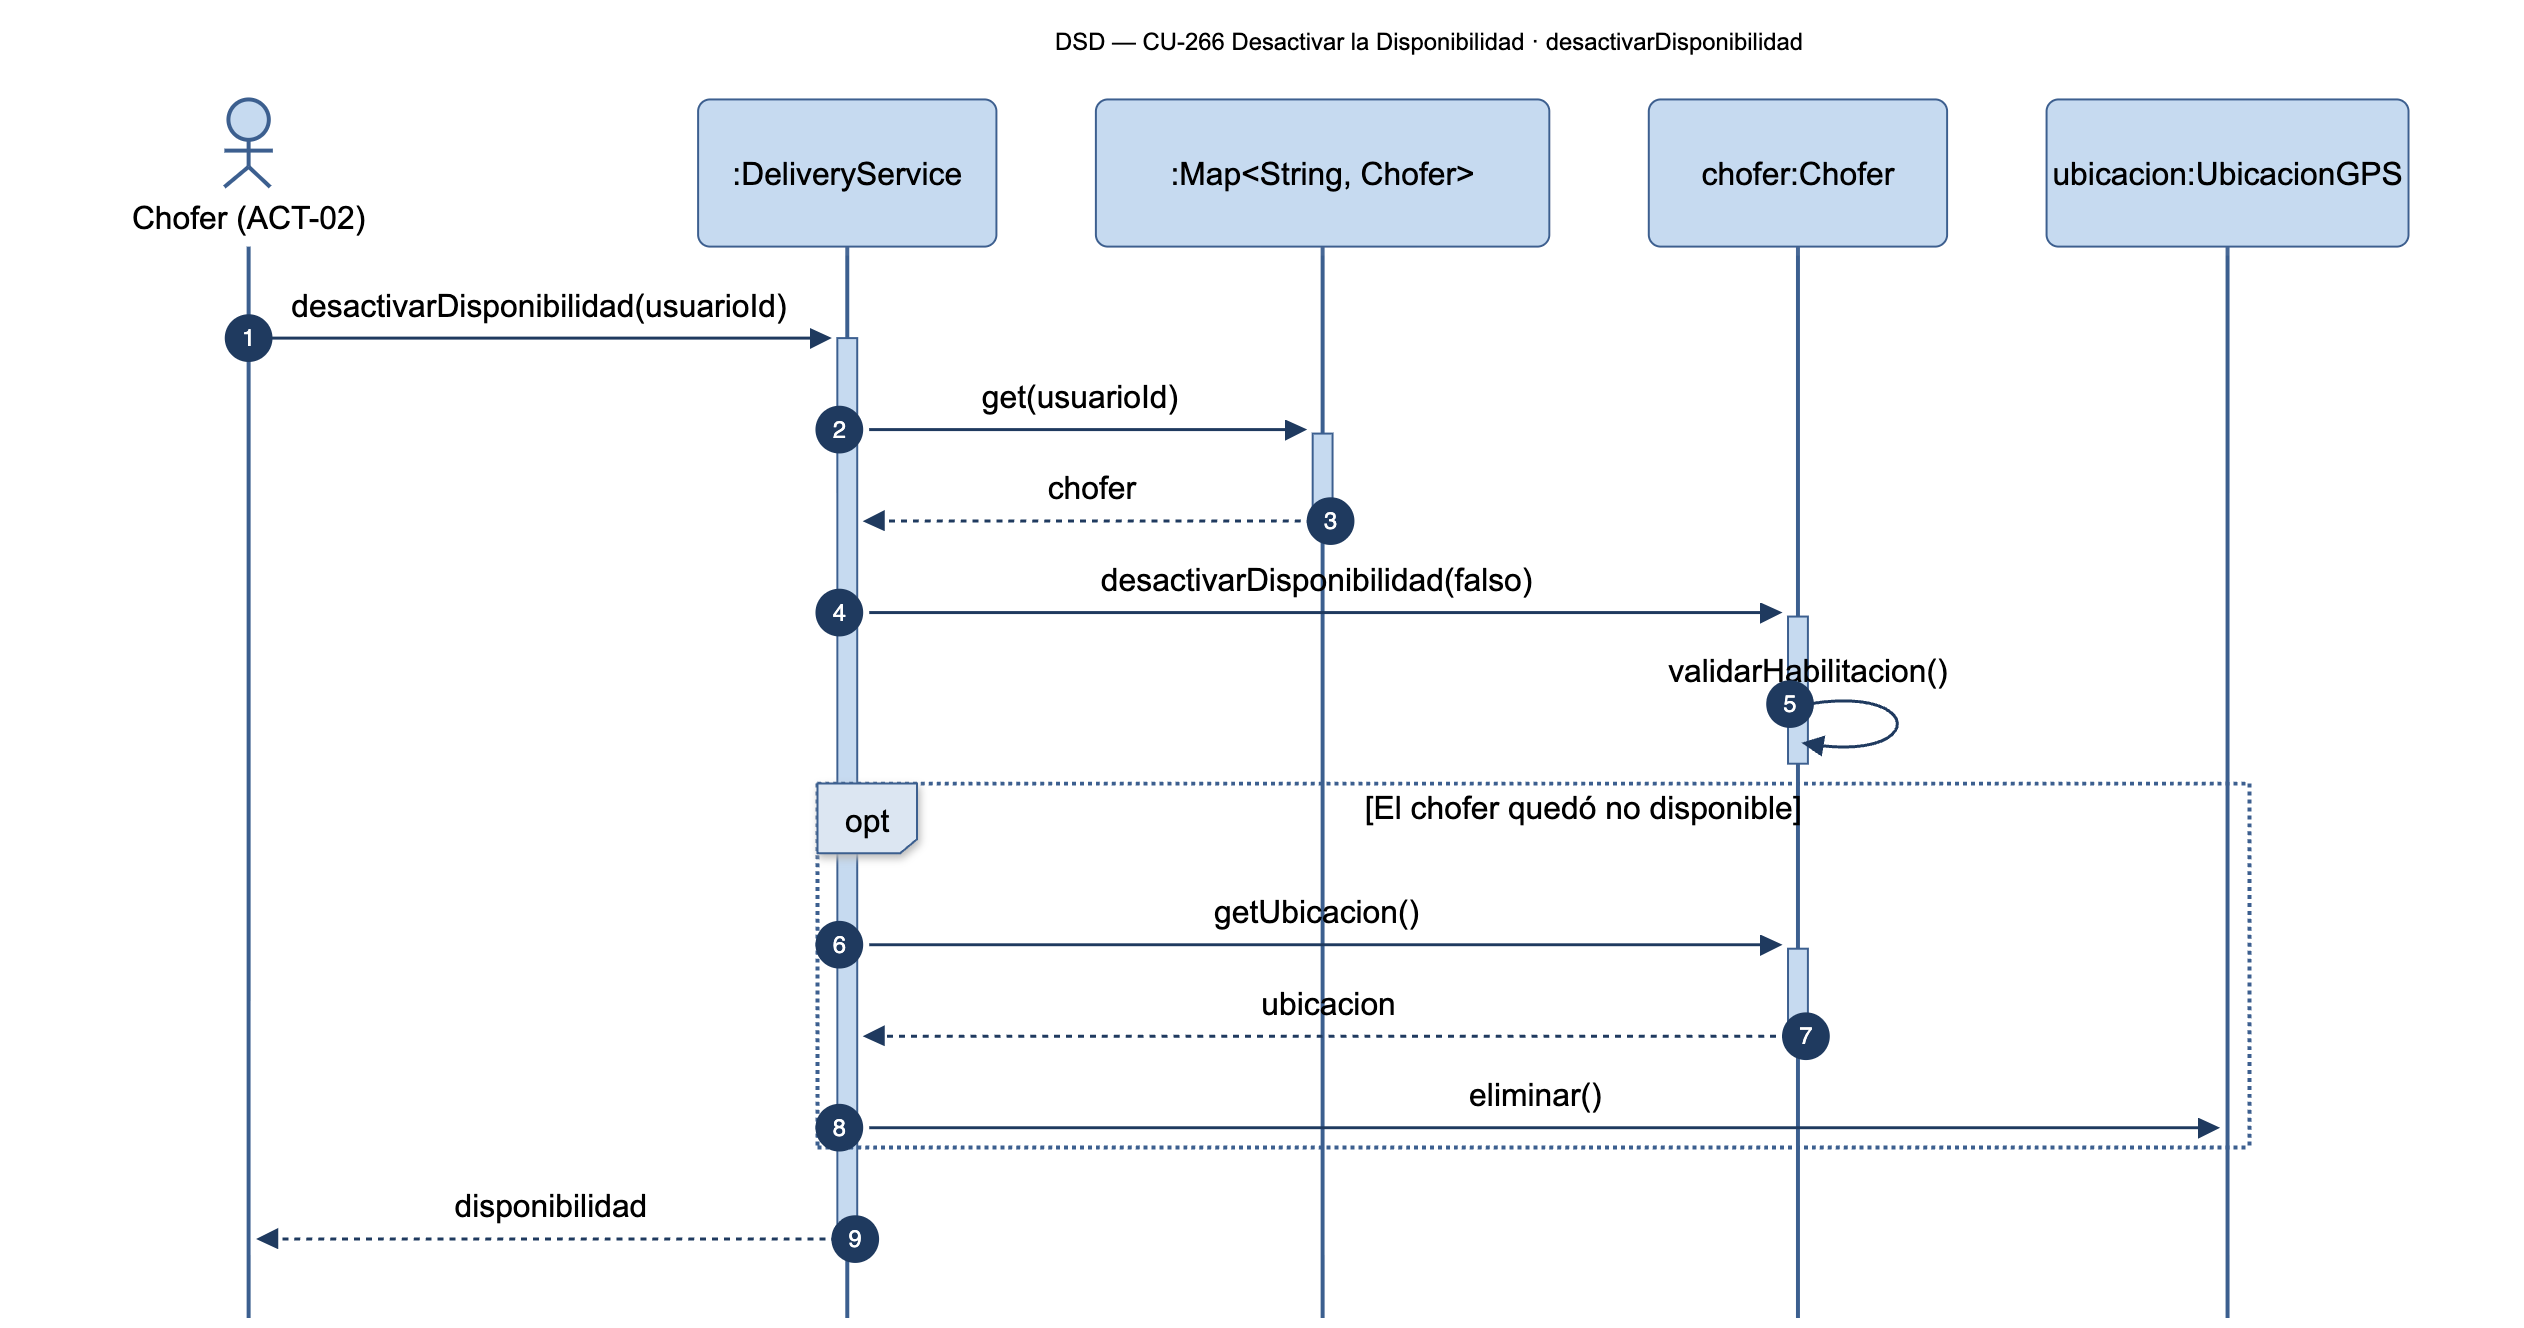 DSD — CU-266 Desactivar la Disponibilidad · desactivarDisponibilidad
Chofer (ACT-02)
:DeliveryService
:Map<String, Chofer>
chofer:Chofer
ubicacion:UbicacionGPS
desactivarDisponibilidad(usuarioId)
1
get(usuarioId)
2
chofer
3
desactivarDisponibilidad(falso)
4
validarHabilitacion()
5
opt
[El chofer quedó no disponible]
getUbicacion()
6
ubicacion
7
eliminar()
8
disponibilidad
9